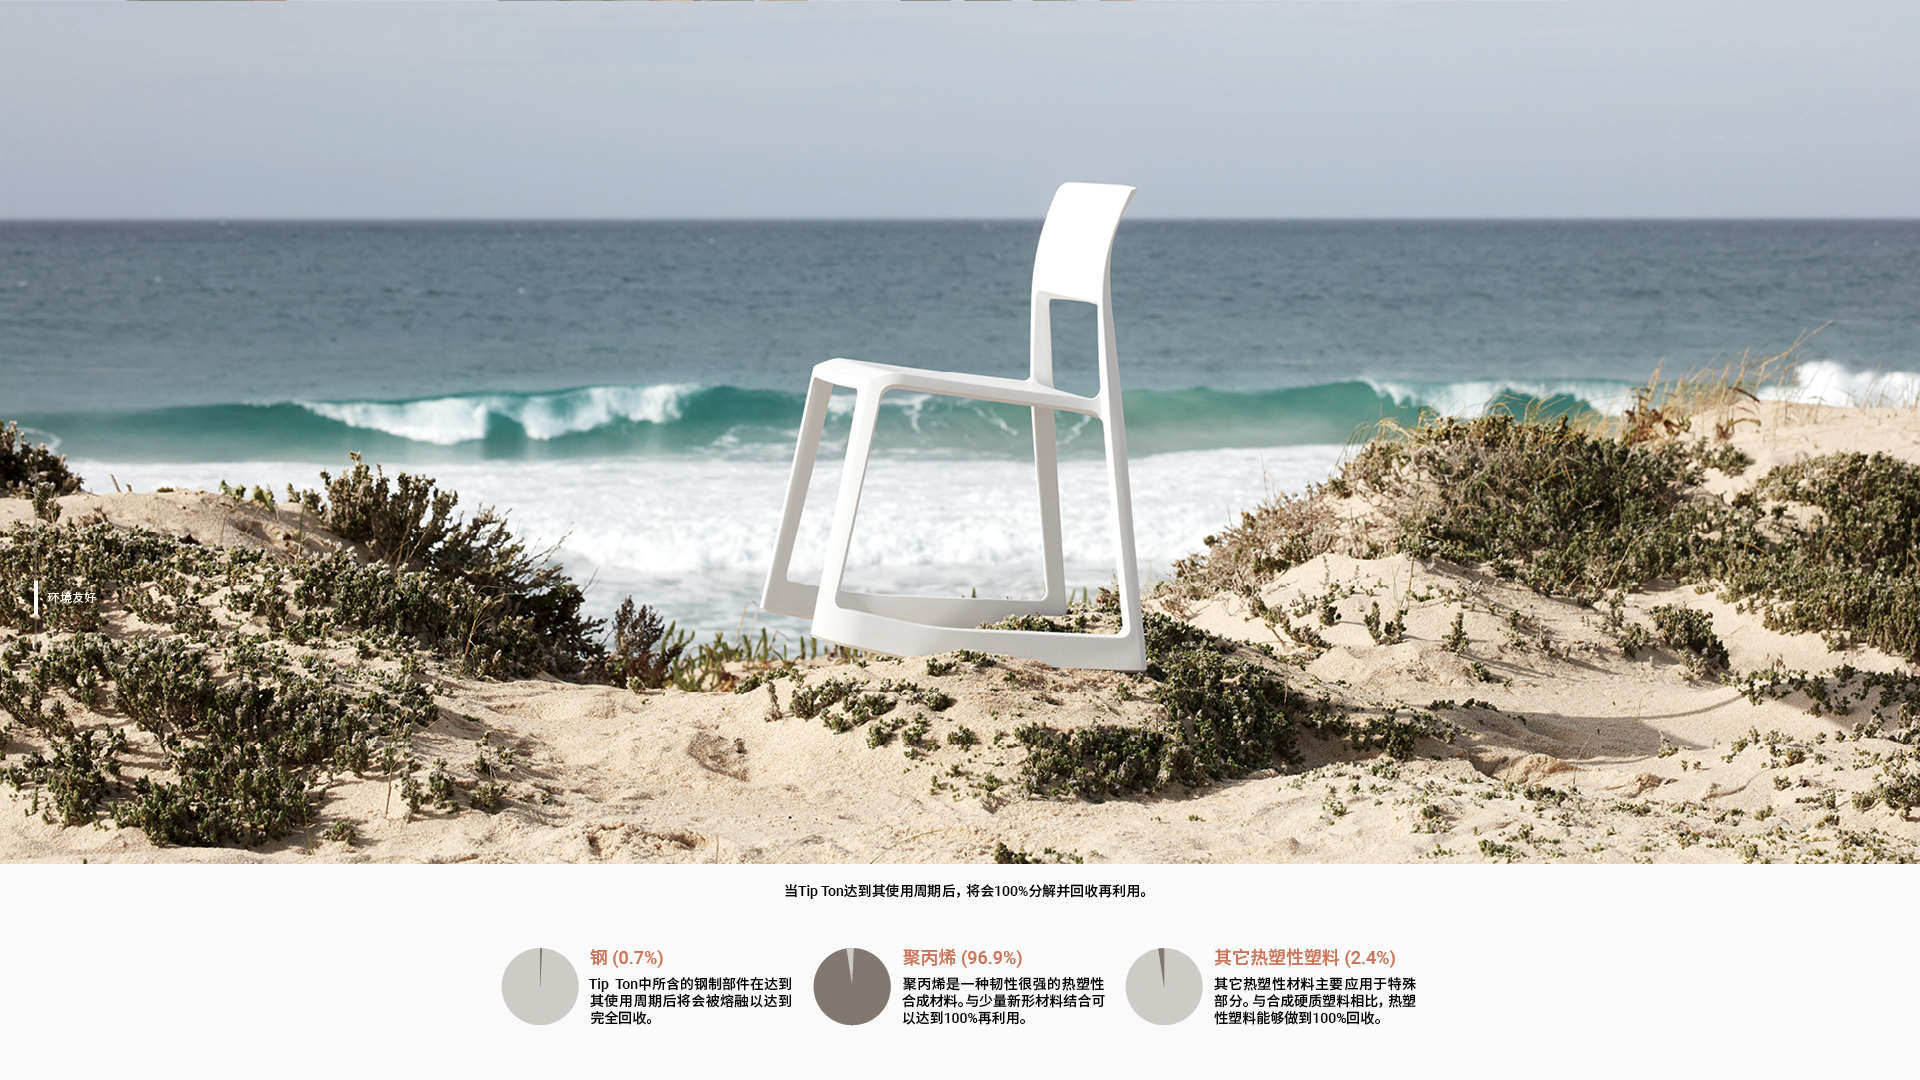 环境友好
当Tip Ton达到其使用周期后，将会100%分解并回收再利用。
钢 (0.7%)
Tip Ton中所含的钢制部件在达到
其使用周期后将会被熔融以达到
完全回收。
聚丙烯 (96.9%)
聚丙烯是一种韧性很强的热塑性
合成材料。与少量新形材料结合可
以达到100%再利用。
其它热塑性塑料 (2.4%)
其它热塑性材料主要应用于特殊
部分。与合成硬质塑料相比，热塑
性塑料能够做到100%回收。